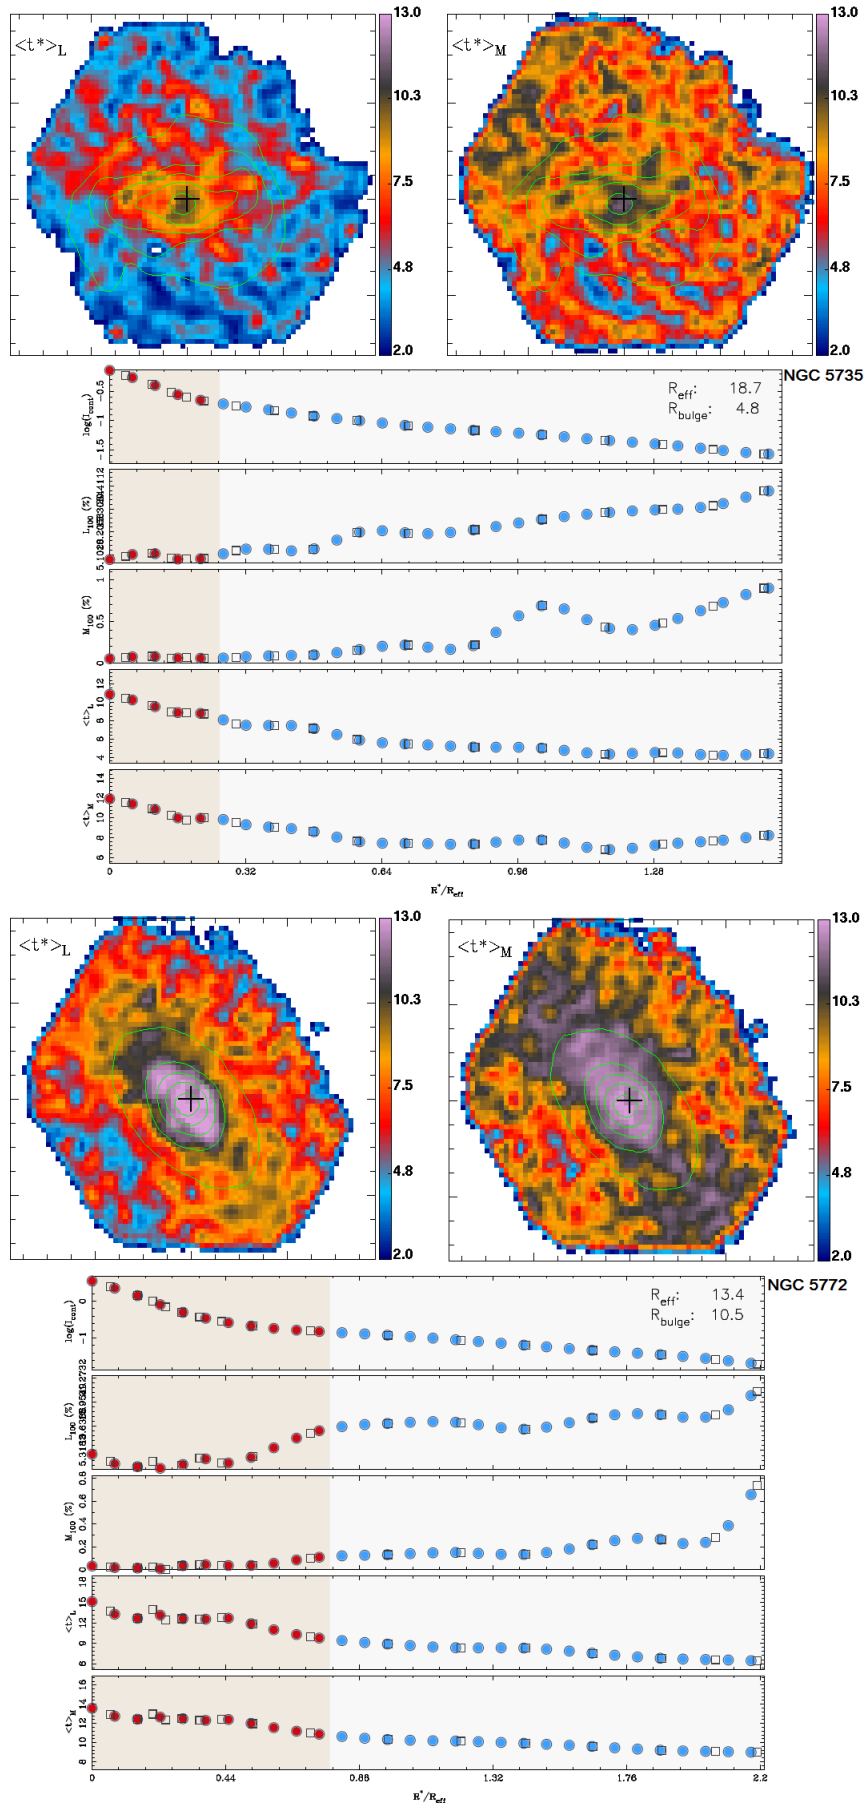 <t*>L 13.0 <t*>M 13.0
10.3 10.3
7.5 7.5
4.8 4.8
2.0 2.0
NGC 5735
Reff: 18.7
Rbulge: 4.8
log(Icont) −0.5 −1 −1.5
L100 (%)
M100 (%) 1 0.5 0
<t>L 12 10 8 6 4
<t>M 14 12 10 8 6
0 0.32 0.64 0.96 1.28
R*/Reff
<t*>L 13.0 <t*>M 13.0
10.3 10.3
7.5 7.5
4.8 4.8
2.0 2.0
NGC 5772
Reff: 13.4
Rbulge: 10.5
log(Icont) 0 −1
L100 (%)
M100 (%) 0.8 0.6 0.4 0.2 0
<t>L 18 15 12 9 6
<t>M 16 14 12 10 8
0 0.44 0.88 1.32 1.76 2.2
R*/Reff